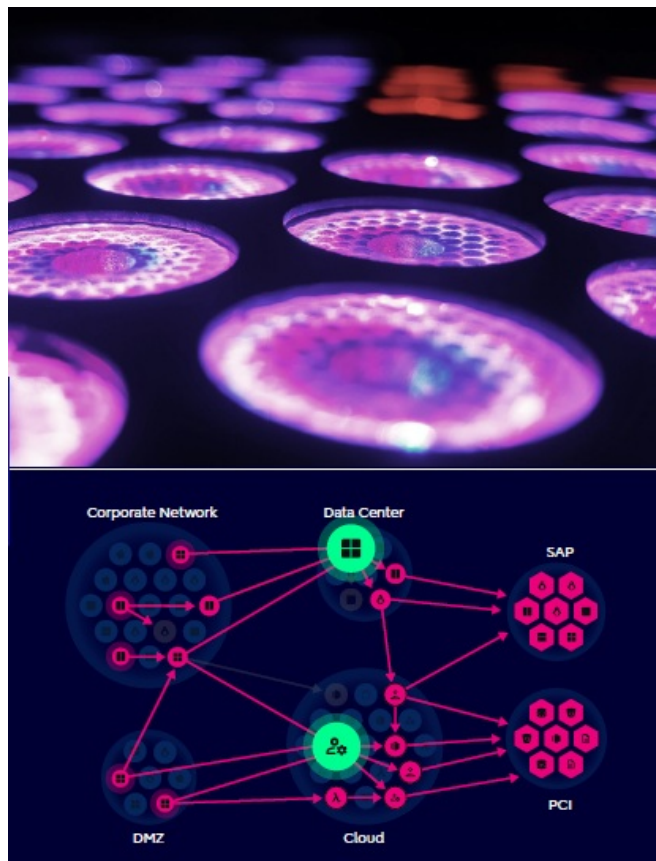 Corporate Network
Data Center
SAP
DMZ
Cloud
PCI